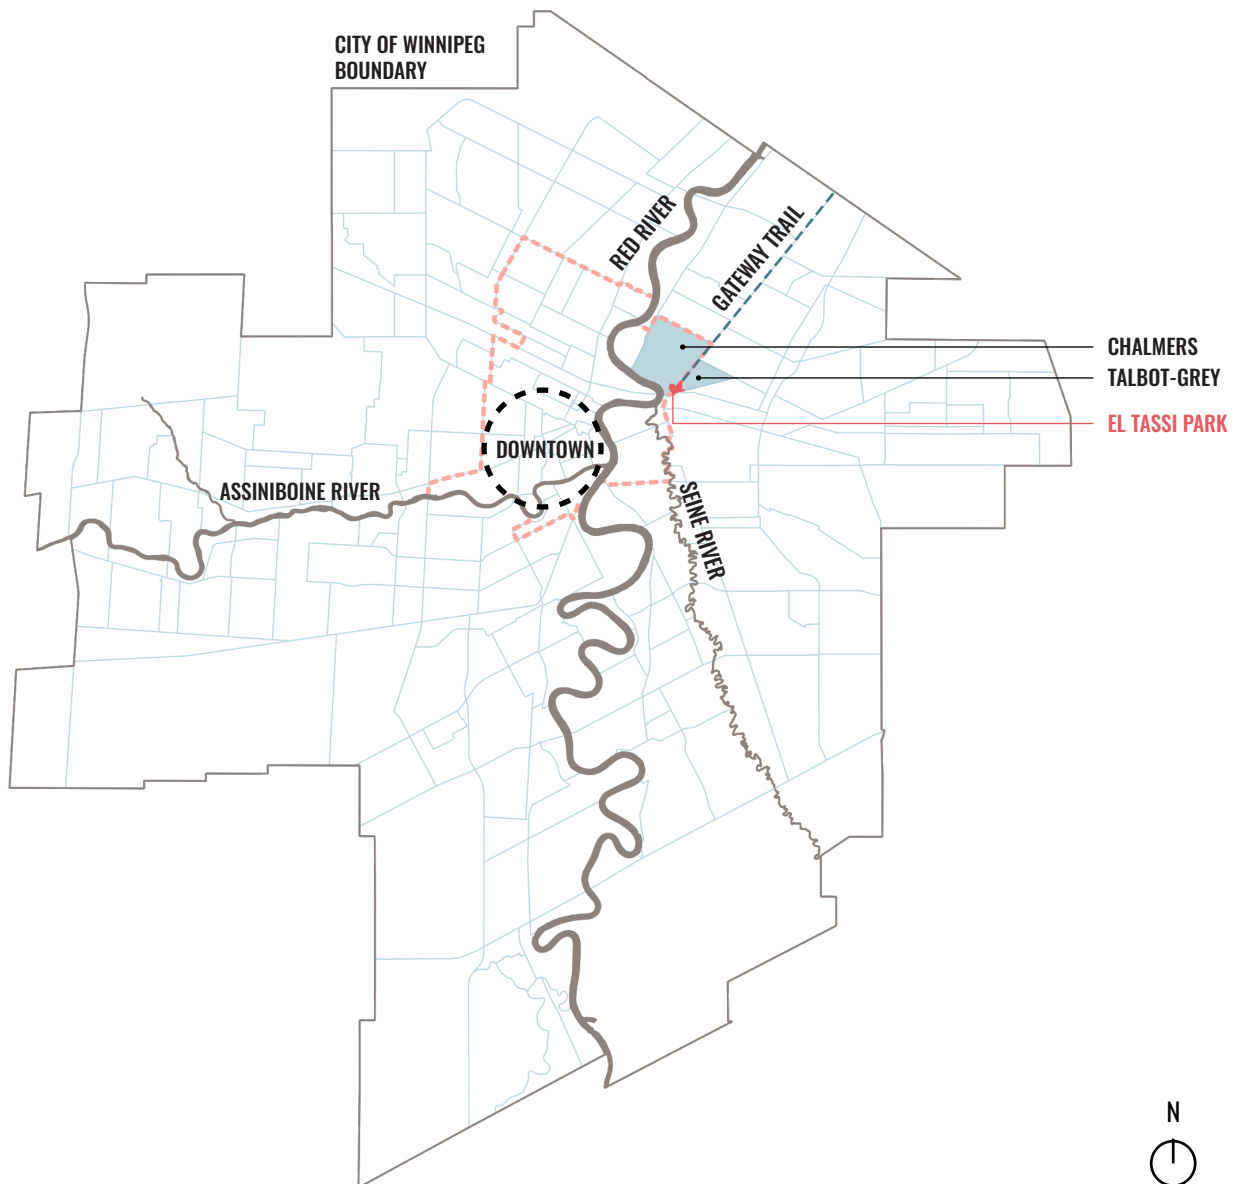 CITY OF WINNIPEG
BOUNDARY
RED RIVER
GATEWAY TRAIL
CHALMERS
TALBOT-GREY
EL TASSI PARK
DOWNTOWN
ASSINIBOINE RIVER
SEINE RIVER
N